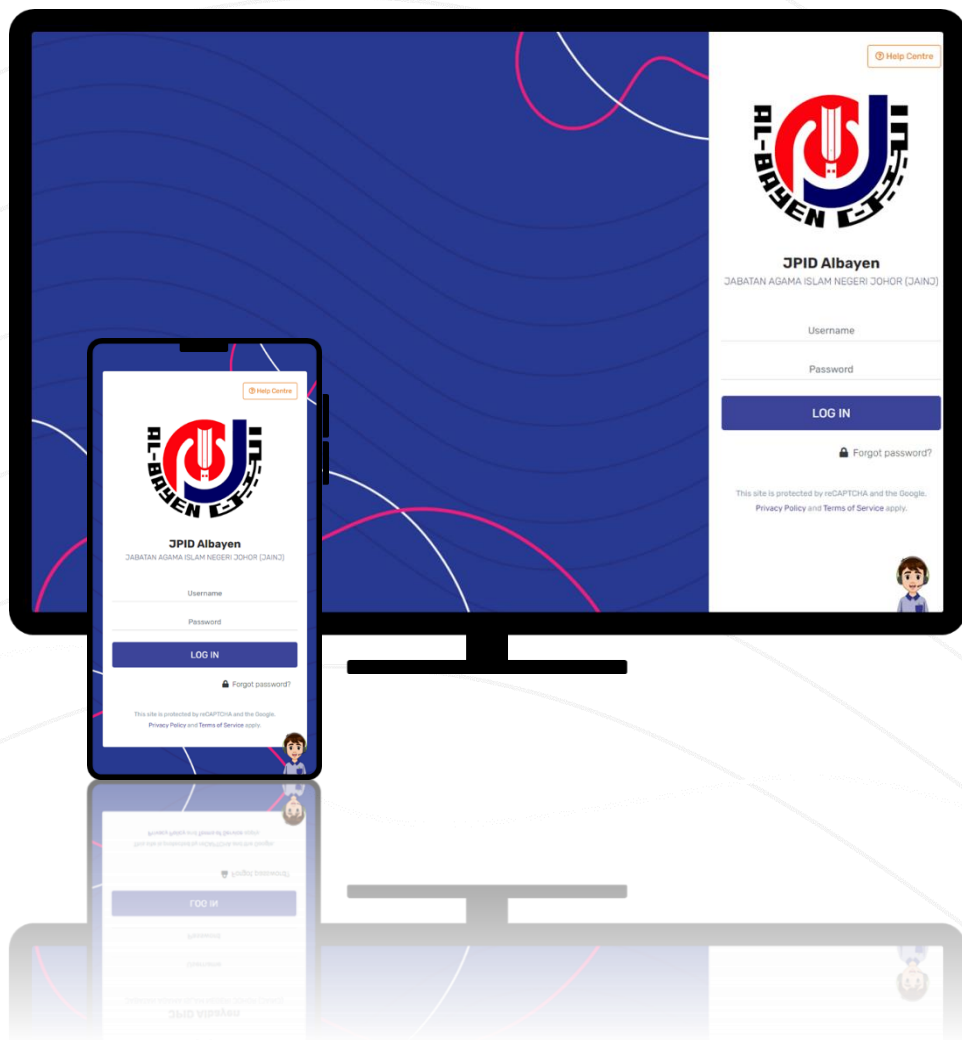 Help Centre
AL-BAYEN البيين
JPID Albayen
JABATAN AGAMA ISLAM NEGERI JOHOR (JAINJ)
Username
Password
LOG IN
Forgot password?
This site is protected by reCAPTCHA and the Google,
Privacy Policy and Terms of Service apply.
Help Centre
AL-BAYEN البيين
JPID Albayen
JABATAN AGAMA ISLAM NEGERI JOHOR (JAINJ)
Username
Password
LOG IN
Forgot password?
This site is protected by reCAPTCHA and the Google,
Privacy Policy and Terms of Service apply.